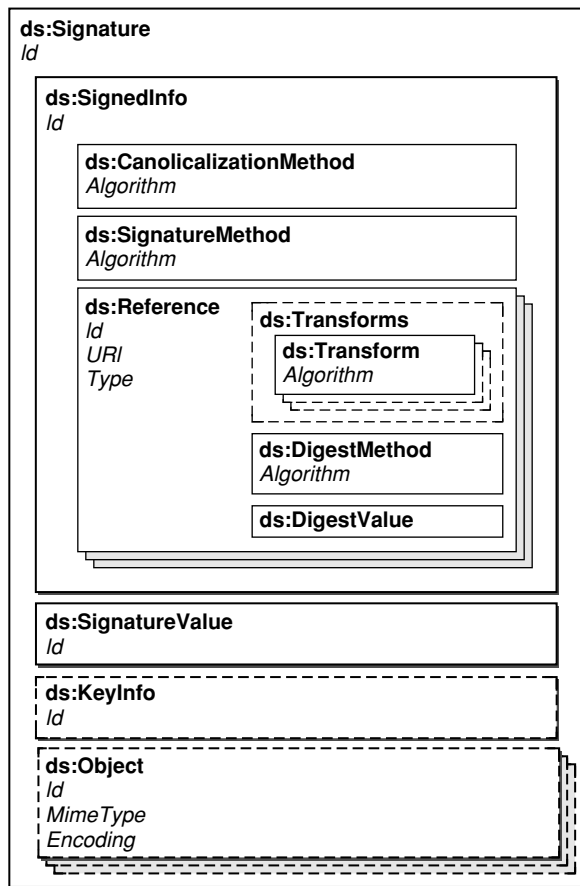 ds:Signature
Id
ds:SignedInfo
Id
ds:CanolicalizationMethod
Algorithm
ds:SignatureMethod
Algorithm
ds:Reference
Id
URI
Type
ds:Transforms
ds:Transform
Algorithm
ds:DigestMethod
Algorithm
ds:DigestValue
ds:SignatureValue
Id
ds:KeyInfo
Id
ds:Object
Id
MimeType
Encoding